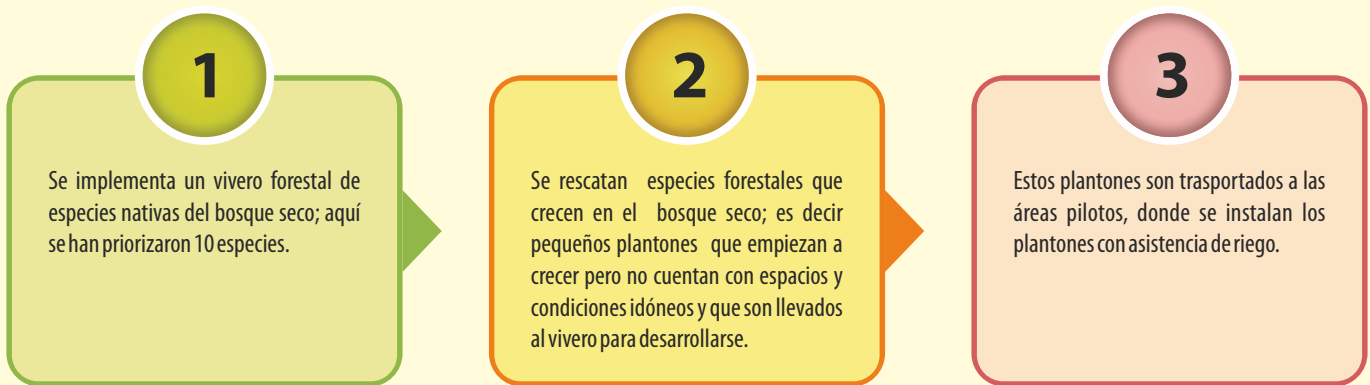 1
Se implementa un vivero forestal de
especies nativas del bosque seco; aquí
se han priorizaron 10 especies.
2
Se rescatan especies forestales que
crecen en el bosque seco; es decir
pequeños plantones que empiezan a
crecer pero no cuentan con espacios y
condiciones idóneos y que son llevados
al vivero para desarrollarse.
3
Estos plantones son trasportados a las
áreas pilotos, donde se instalan los
plantones con asistencia de riego.